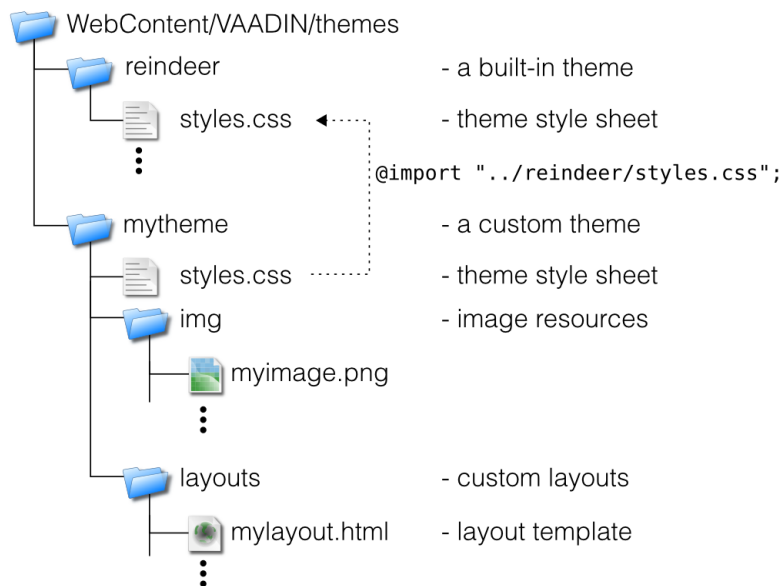 WebContent/VAADIN/themes
reindeer - a built-in theme
styles.css - theme style sheet
@import "../reindeer/styles.css";
mytheme - a custom theme
styles.css - theme style sheet
img - image resources
myimage.png
layouts - custom layouts
mylayout.html - layout template